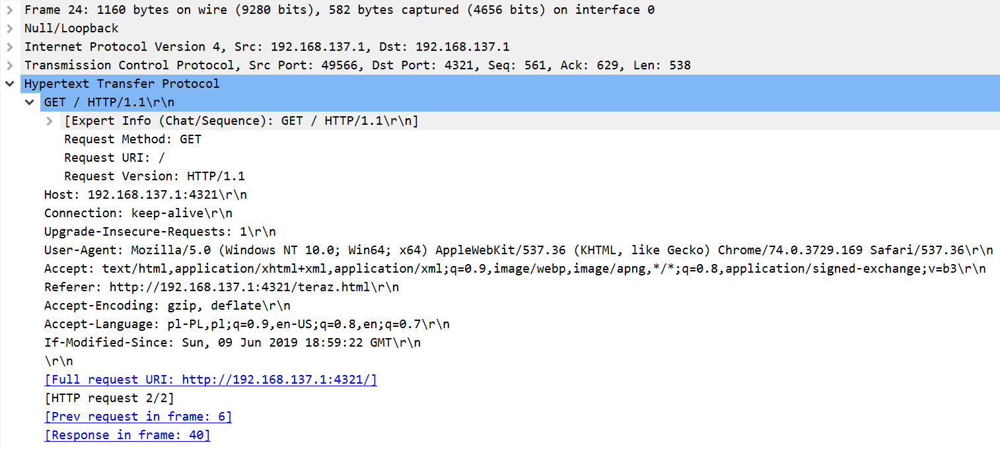 Frame 24: 1160 bytes on wire (9280 bits), 582 bytes captured (4656 bits) on interface 0
Null/Loopback
Internet Protocol Version 4, Src: 192.168.137.1, Dst: 192.168.137.1
Transmission Control Protocol, Src Port: 49566, Dst Port: 4321, Seq: 561, Ack: 629, Len: 538
Hypertext Transfer Protocol
GET / HTTP/1.1\r\n
[Expert Info (Chat/Sequence): GET / HTTP/1.1\r\n]
Request Method: GET
Request URI: /
Request Version: HTTP/1.1
Host: 192.168.137.1:4321\r\n
Connection: keep-alive\r\n
Upgrade-Insecure-Requests: 1\r\n
User-Agent: Mozilla/5.0 (Windows NT 10.0; Win64; x64) AppleWebKit/537.36 (KHTML, like Gecko) Chrome/74.0.3729.169 Safari/537.36\r\n
Accept: text/html,application/xhtml+xml,application/xml;q=0.9,image/webp,image/apng,*/*;q=0.8,application/signed-exchange;v=b3\r\n
Referer: http://192.168.137.1:4321/teraz.html\r\n
Accept-Encoding: gzip, deflate\r\n
Accept-Language: pl-PL,pl;q=0.9,en-US;q=0.8,en;q=0.7\r\n
If-Modified-Since: Sun, 09 Jun 2019 18:59:22 GMT\r\n
\r\n
[Full request URI: http://192.168.137.1:4321/]
[HTTP request 2/2]
[Prev request in frame: 6]
[Response in frame: 40]